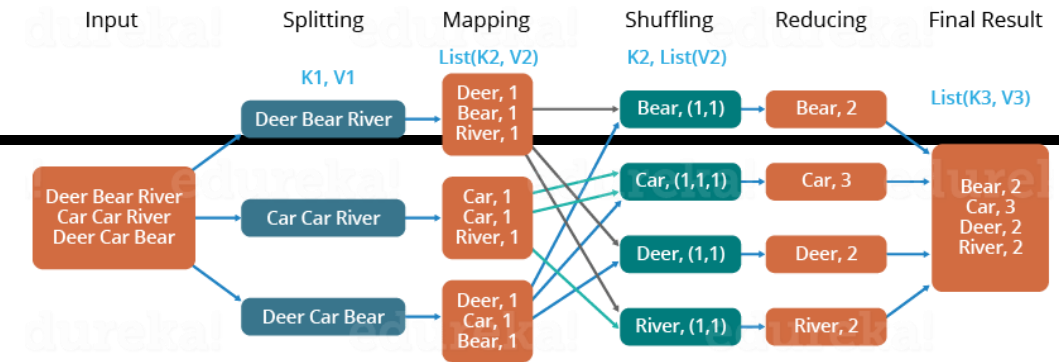 Input
Splitting
Mapping
Shuffling
Reducing
Final Result
K1, V1
List(K2, V2)
K2, List(V2)
List(K3, V3)
Deer Bear River
Car Car River
Deer Car Bear
Deer Bear River
Car Car River
Deer Car Bear
Deer, 1
Bear, 1
River, 1
Car, 1
Car, 1
River, 1
Deer, 1
Car, 1
Bear, 1
Bear, (1,1)
Car, (1,1,1)
Deer, (1,1)
River, (1,1)
Bear, 2
Car, 3
Deer, 2
River, 2
Bear, 2
Car, 3
Deer, 2
River, 2
edureka!